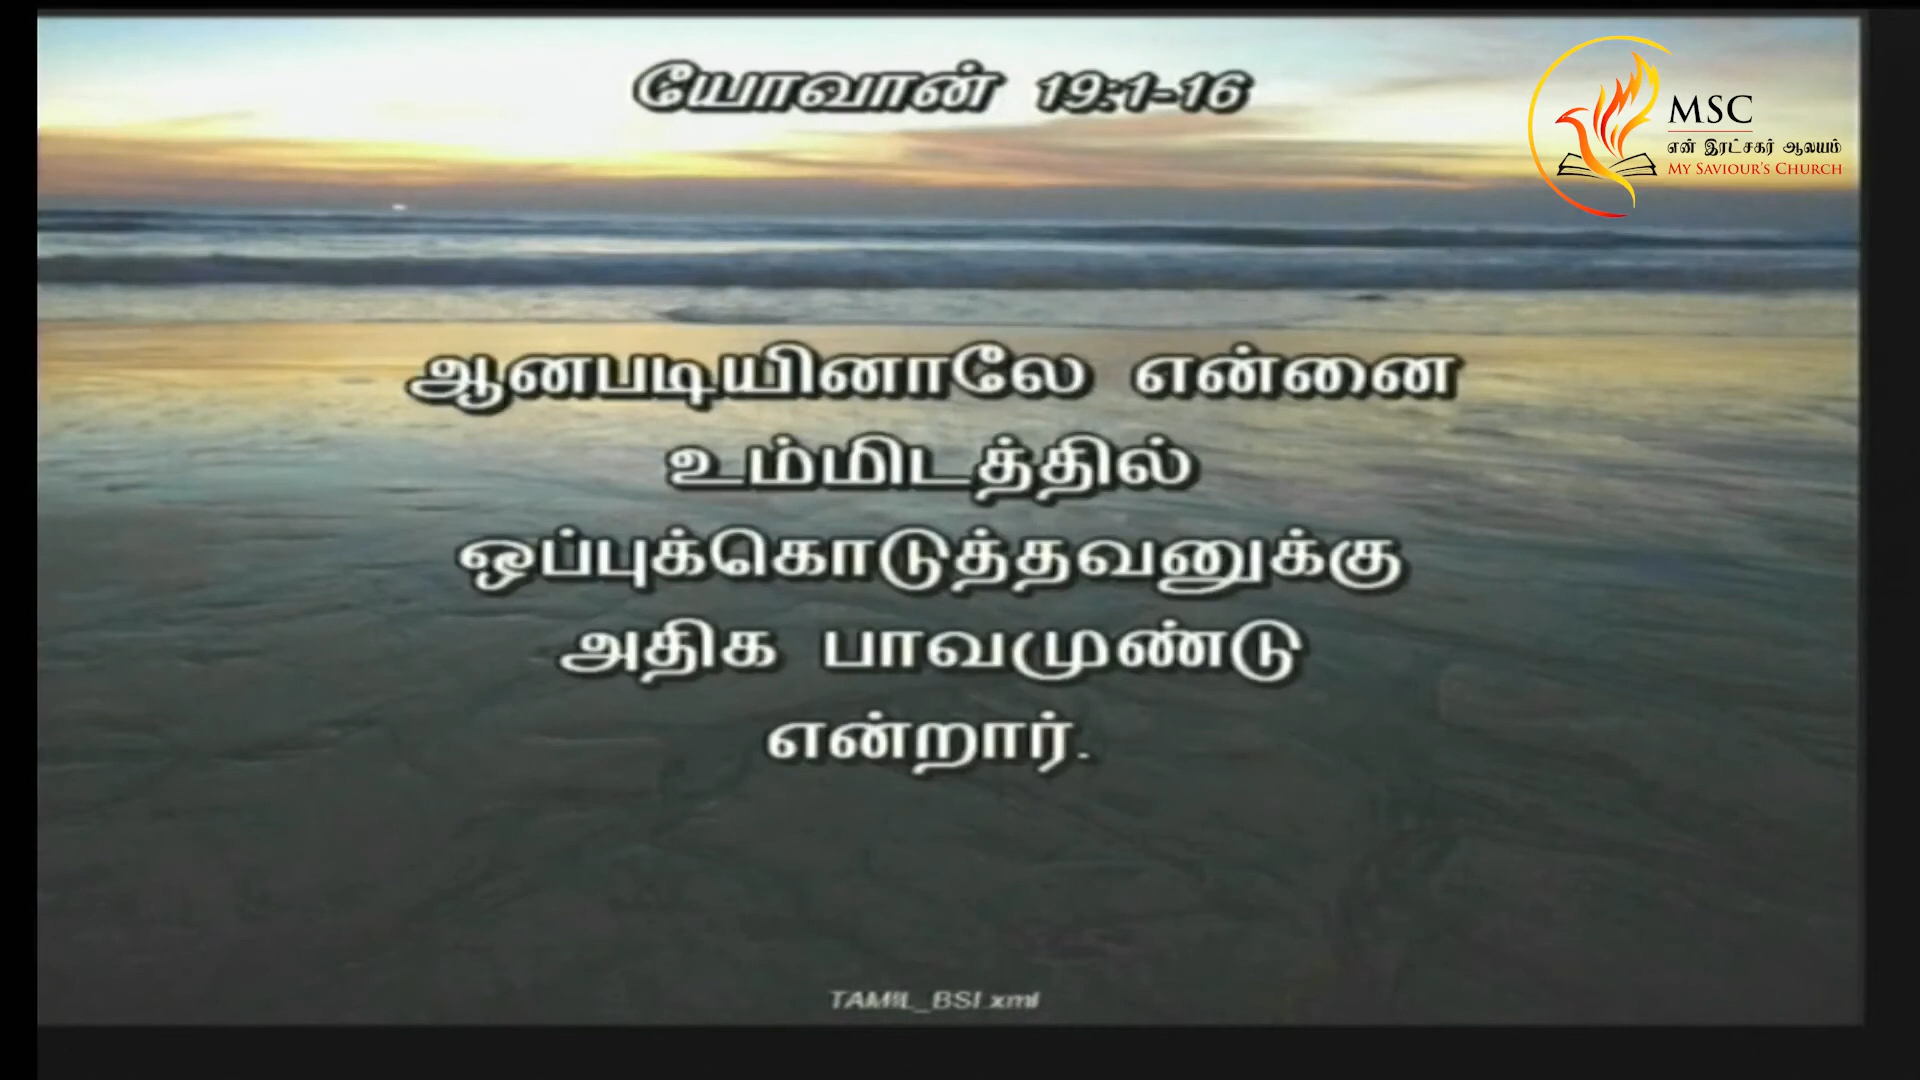 யோவான் 19:1-16
MSC
என் இரட்சகர் ஆலயம்
MY SAVIOUR'S CHURCH
ஆனபடியினாலே என்னை
உம்மிடத்தில்
ஒப்புக்கொடுத்தவனுக்கு
அதிக பாவமுண்டு
என்றார்.
TAMIL_BSI.xml